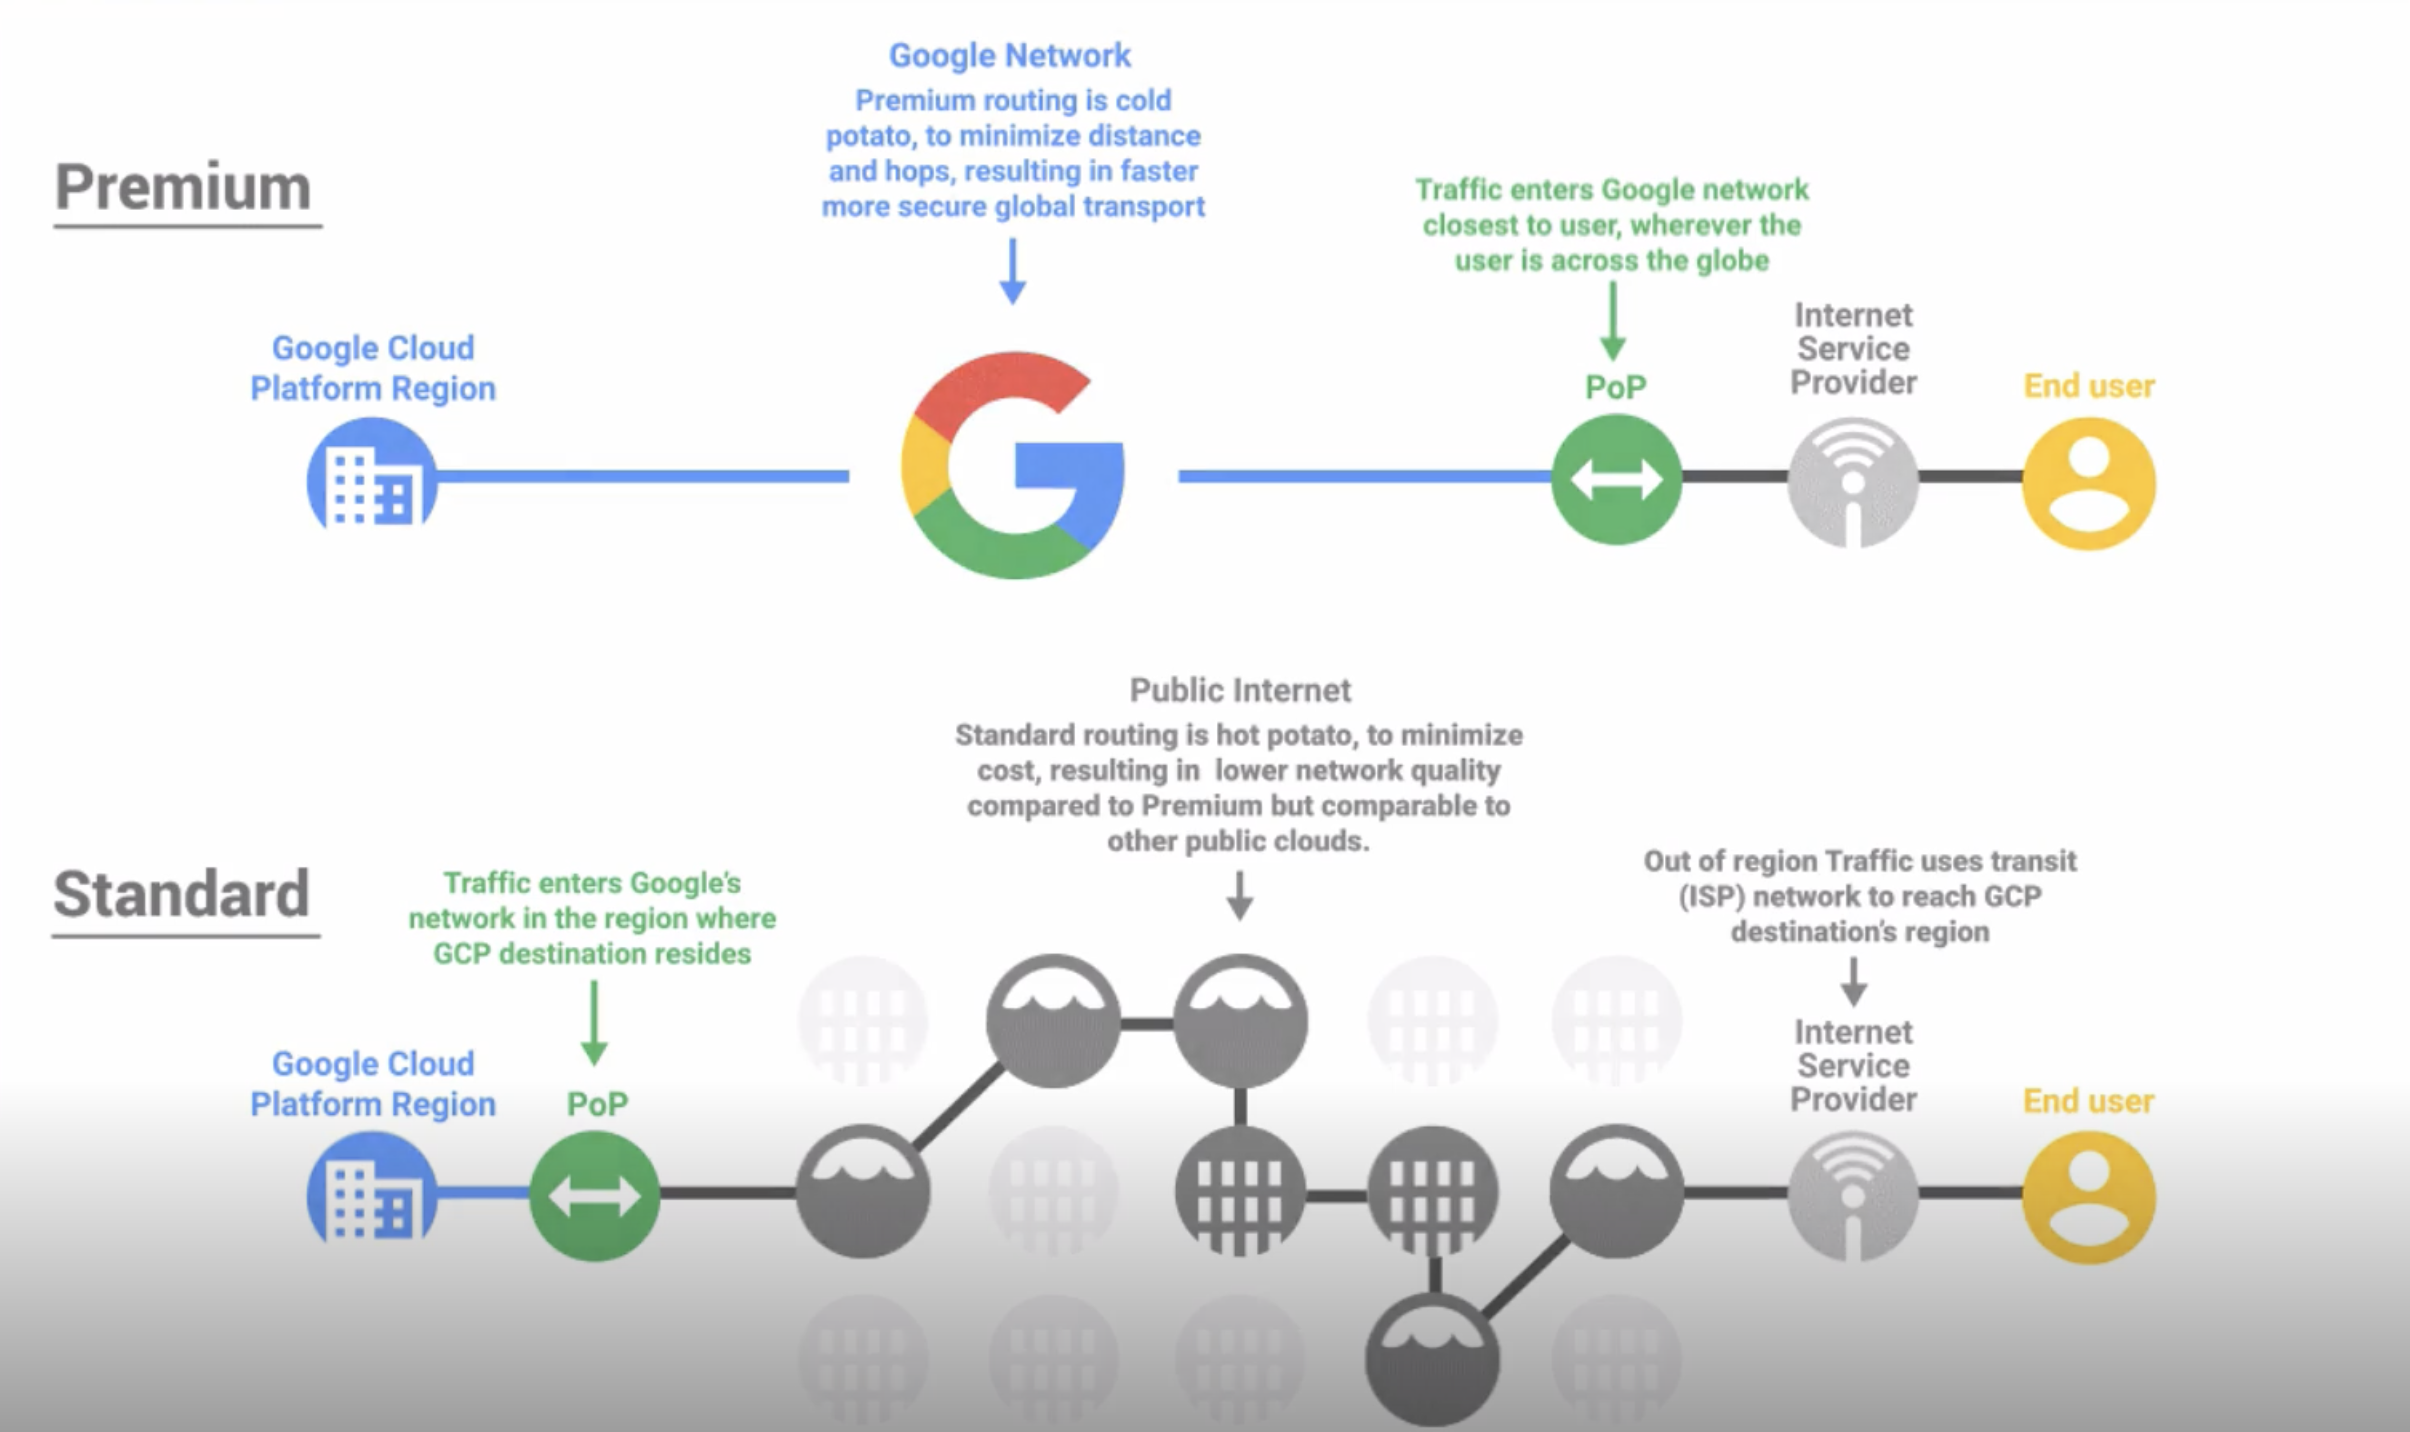 Premium
Google Network
Premium routing is cold
potato, to minimize distance
and hops, resulting in faster
more secure global transport
Traffic enters Google network
closest to user, wherever the
user is across the globe
Google Cloud
Platform Region
PoP
Internet
Service
Provider
End user
Standard
Public Internet
Standard routing is hot potato, to minimize
cost, resulting in lower network quality
compared to Premium but comparable to
other public clouds.
Traffic enters Google's
network in the region where
GCP destination resides
Out of region Traffic uses transit
(ISP) network to reach GCP
destination's region
Google Cloud
Platform Region
PoP
Internet
Service
Provider
End user